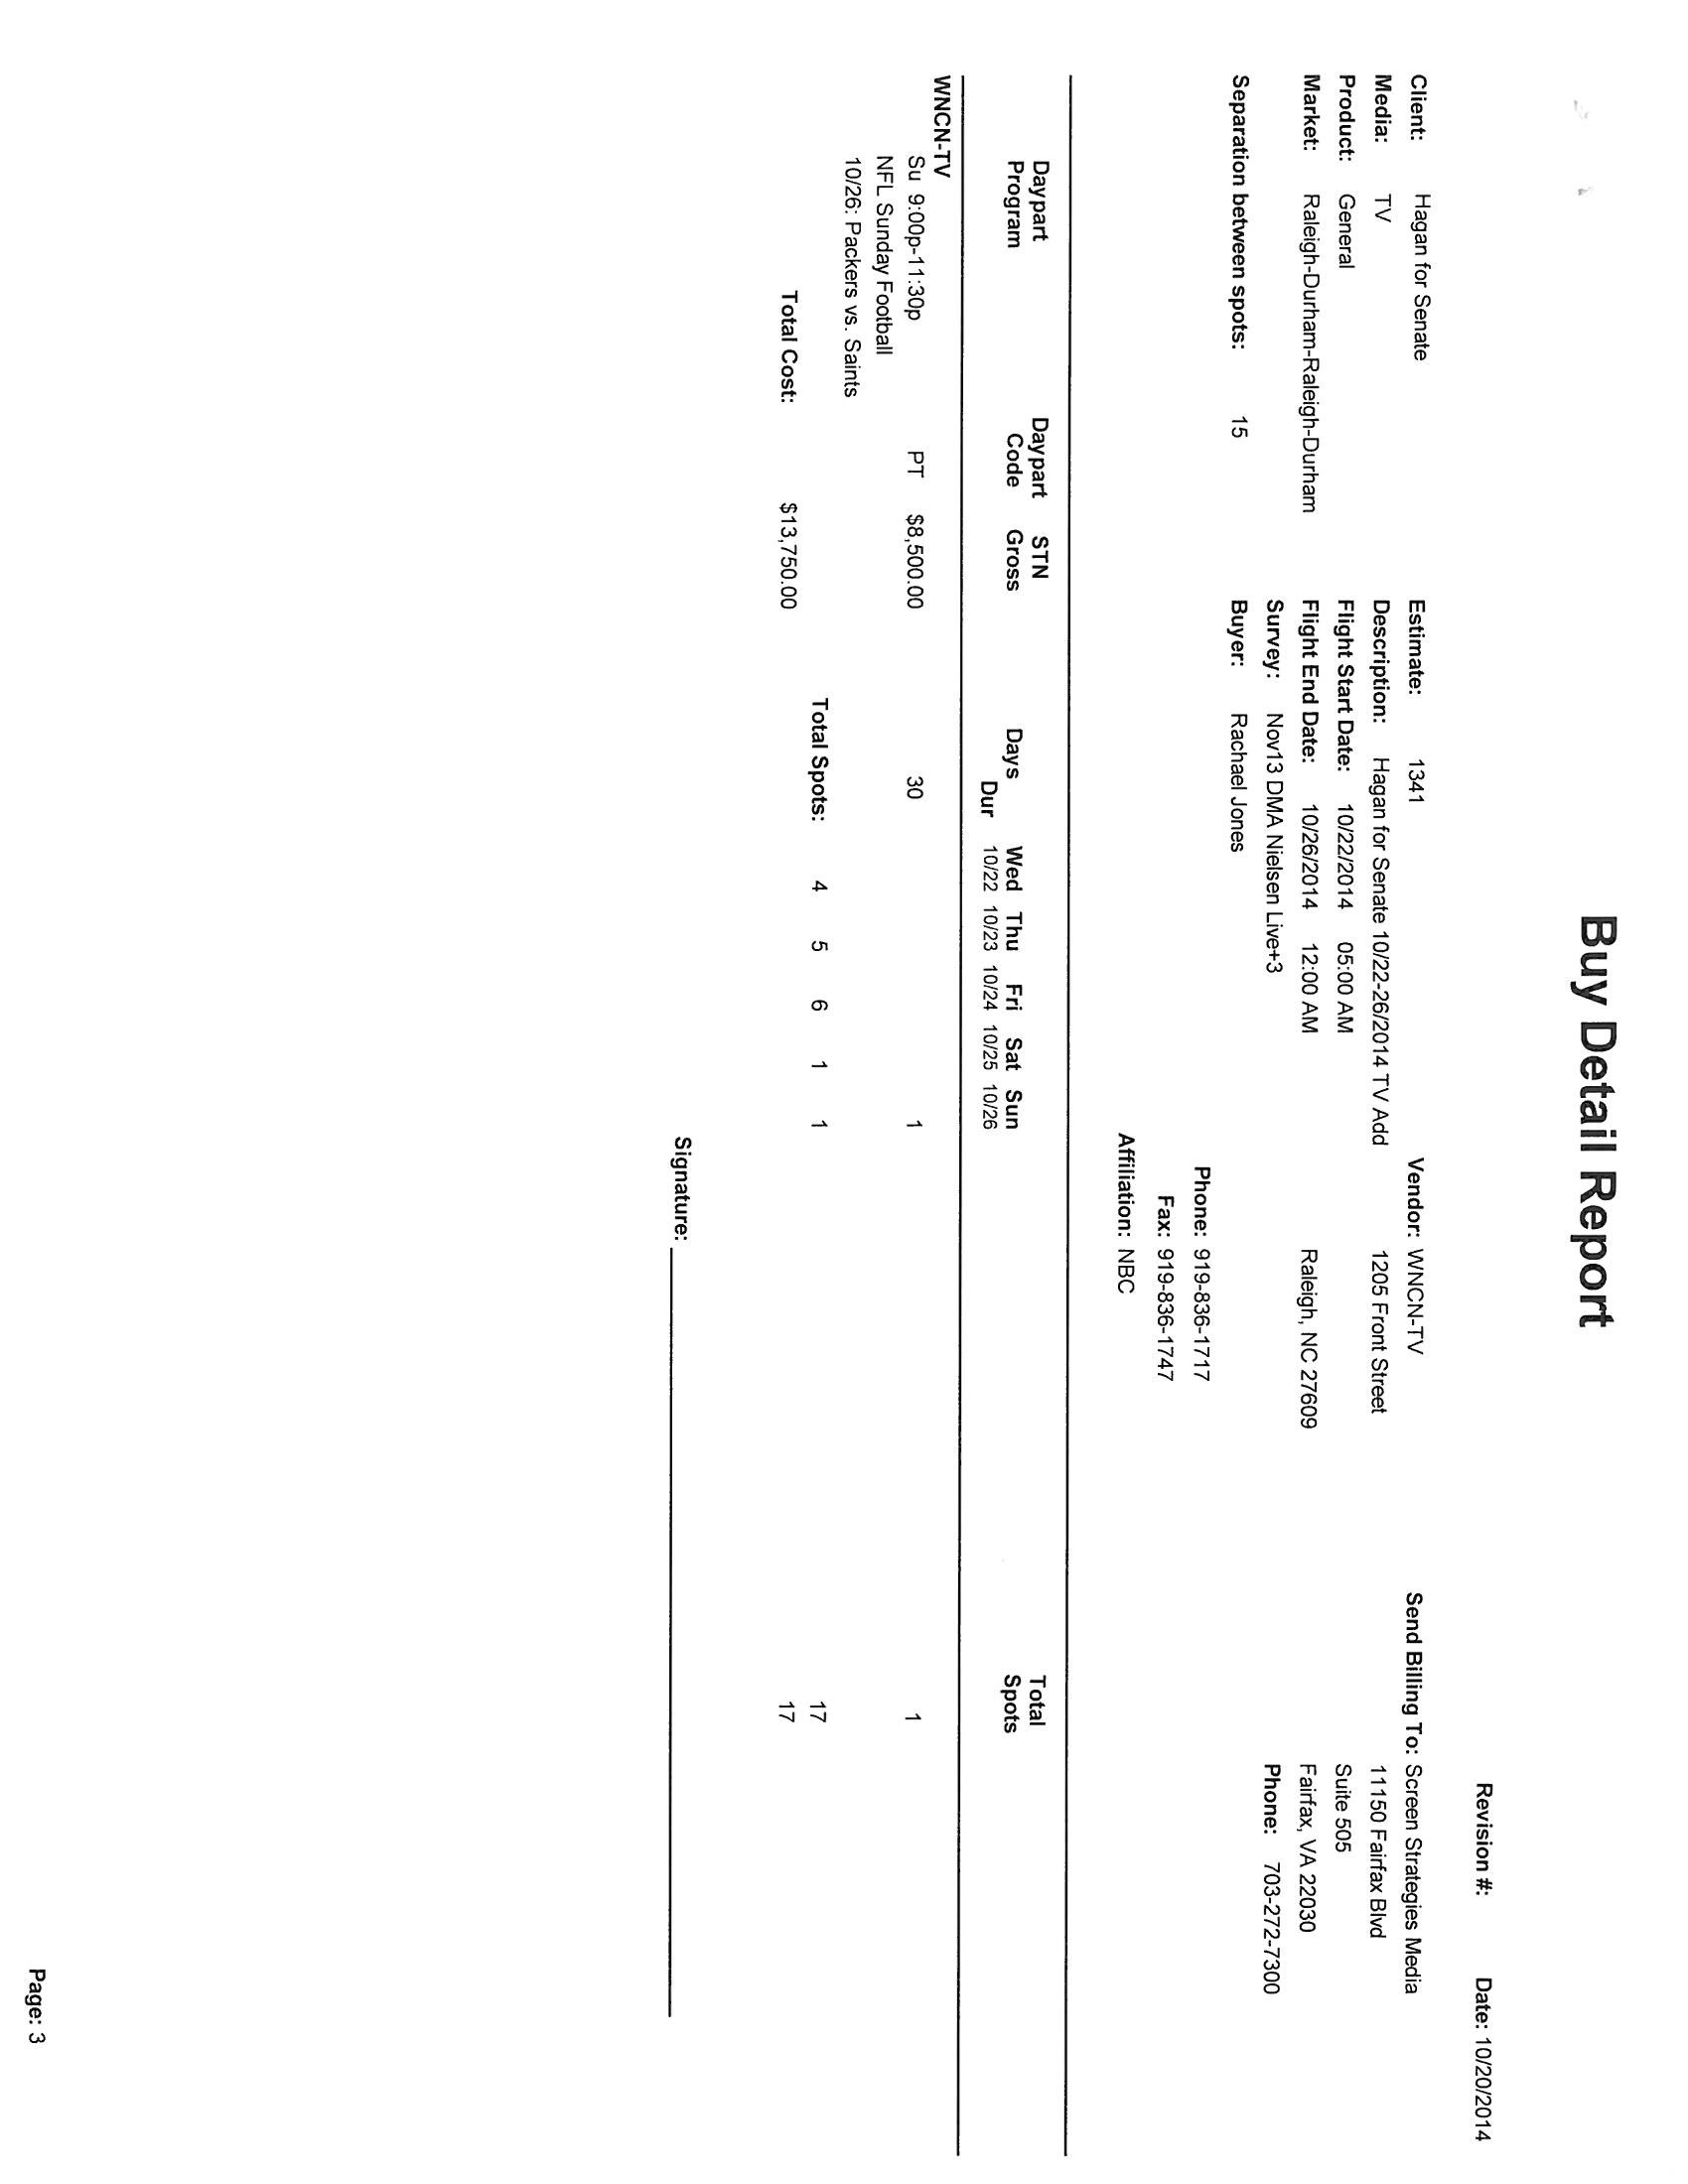 Buy Detail Report
Revision #: Date: 10/20/2014
Client: Hagan for Senate Estimate: 1341 Vendor: WNCN-TV Send Billing To: Screen Strategies Media
Media: TV Description: Hagan for Senate 10/22-26/2014 TV Add 1205 Front Street 11150 Fairfax Blvd
Product: General Flight Start Date: 10/22/2014 05:00 AM Suite 505
Market: Raleigh-Durham-Raleigh-Durham Flight End Date: 10/26/2014 12:00 AM Raleigh, NC 27609 Fairfax, VA 22030
Survey: Nov13 DMA Nielsen Live+3 Phone: 703-272-7300
Separation between spots: 15 Buyer: Rachael Jones
Phone: 919-836-1717
Fax: 919-836-1747
Affiliation: NBC
Daypart Daypart STN Total
Program Code Gross Days Wed Thu Fri Sat Sun Spots
Dur 10/22 10/23 10/24 10/25 10/26
WNCN-TV
Su 9:00p-11:30p PT $8,500.00 30 1 1
NFL Sunday Football
10/26: Packers vs. Saints
Total Spots: 4 5 6 1 1 17
Total Cost: $13,750.00 17
Signature:
Page: 3